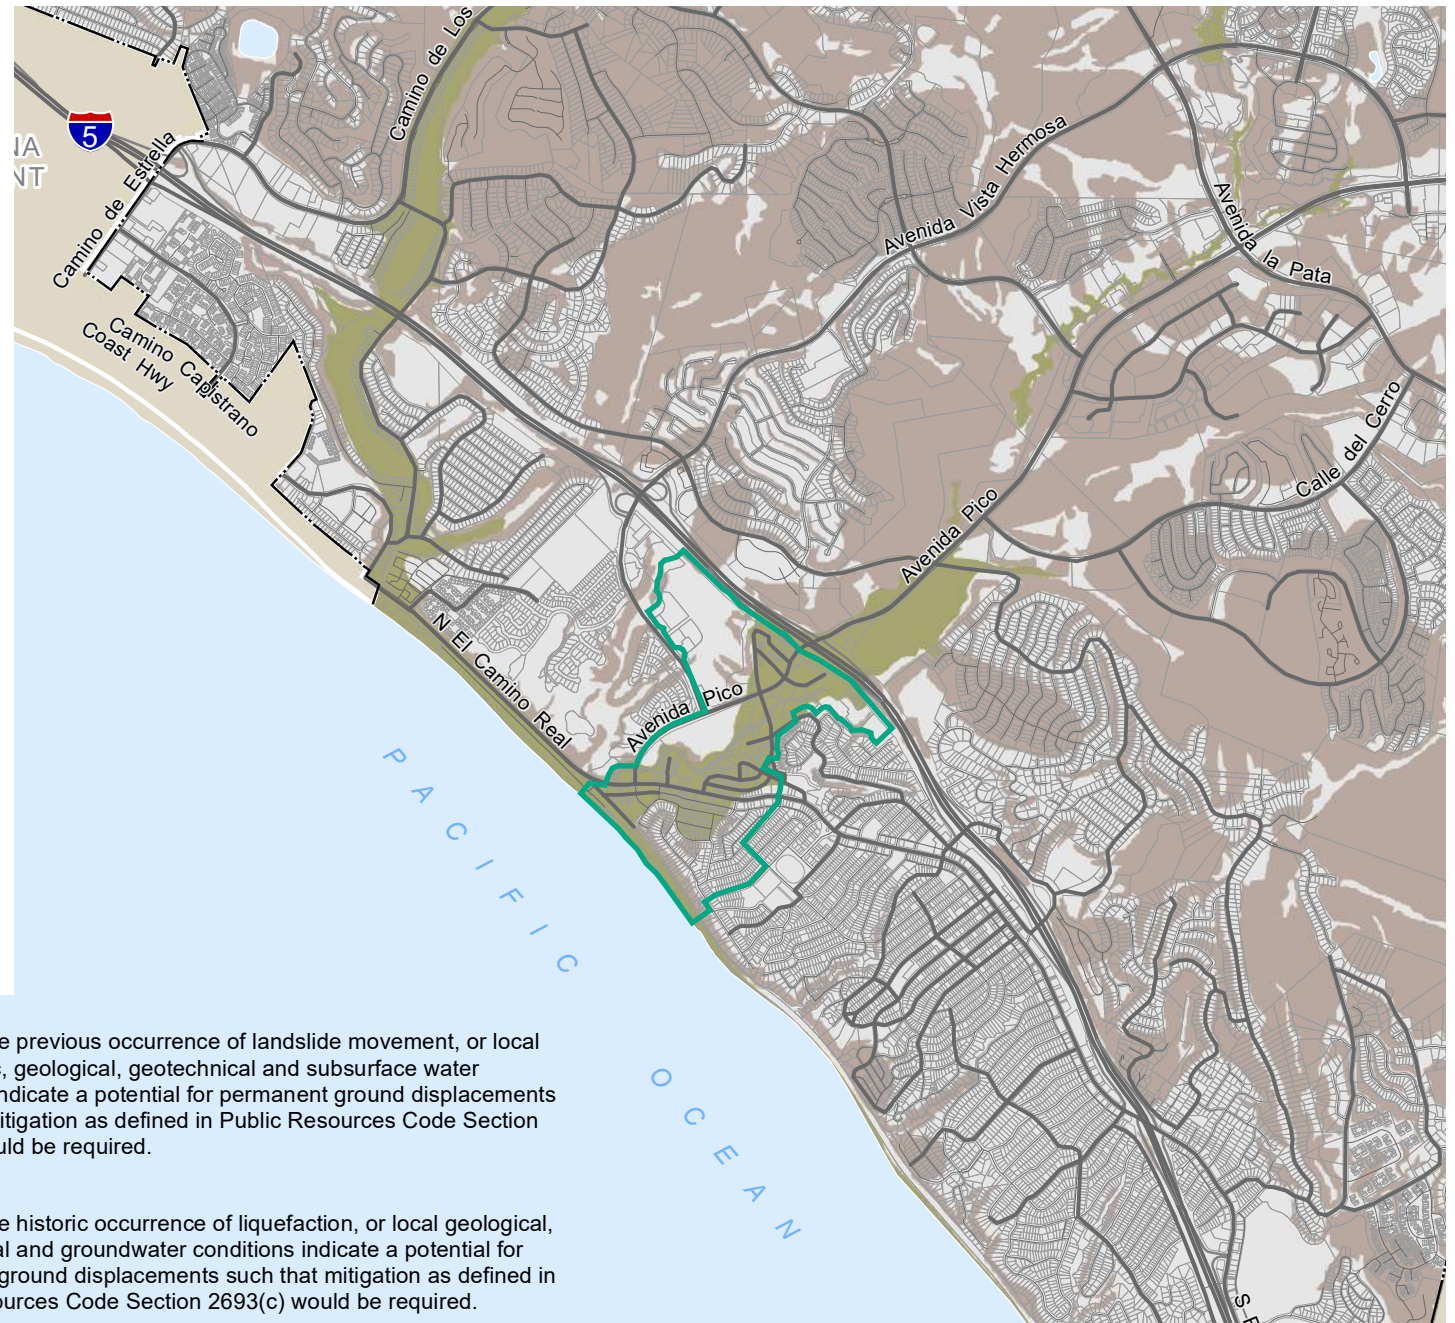 Camino de Los
5
NA
NT
Camino de Estrella
Avenida Vista Hermosa
Avenida la Pata
Camino Capistrano
Coast Hwy
Calle del Cerro
Avenida Pico
N El Camino Real
Avenida Pico
PACIFIC OCEAN
e previous occurrence of landslide movement, or local
, geological, geotechnical and subsurface water
ndicate a potential for permanent ground displacements
itigation as defined in Public Resources Code Section
uld be required.
e historic occurrence of liquefaction, or local geological,
al and groundwater conditions indicate a potential for
ground displacements such that mitigation as defined in
ources Code Section 2693(c) would be required.
S